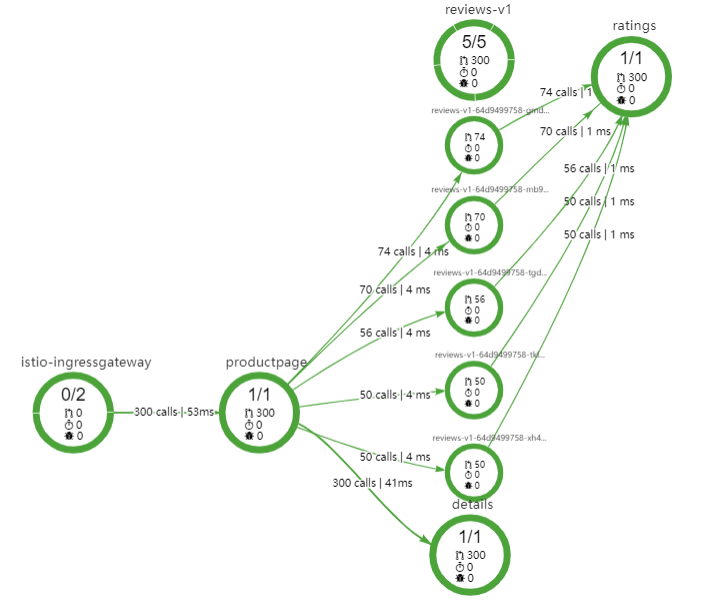 reviews-v1
5/5
300
0
0
ratings
1/1
300
0
0
74 calls | 1
reviews-v1-64d9499758-gmd...
74
0
0
70 calls | 1 ms
56 calls | 1 ms
reviews-v1-64d9499758-mb9...
70
0
0
50 calls | 1 ms
50 calls | 1 ms
74 calls | 4 ms
reviews-v1-64d9499758-tgd...
70 calls | 4 ms
56
0
0
56 calls | 4 ms
reviews-v1-64d9499758-tkl...
istio-ingressgateway
0/2
0
0
0
productpage
1/1
300
0
0
50
0
0
50 calls | 4 ms
300 calls | 53ms
reviews-v1-64d9499758-xh4...
50 calls | 4 ms
50
0
0
300 calls | 41ms
details
1/1
300
0
0